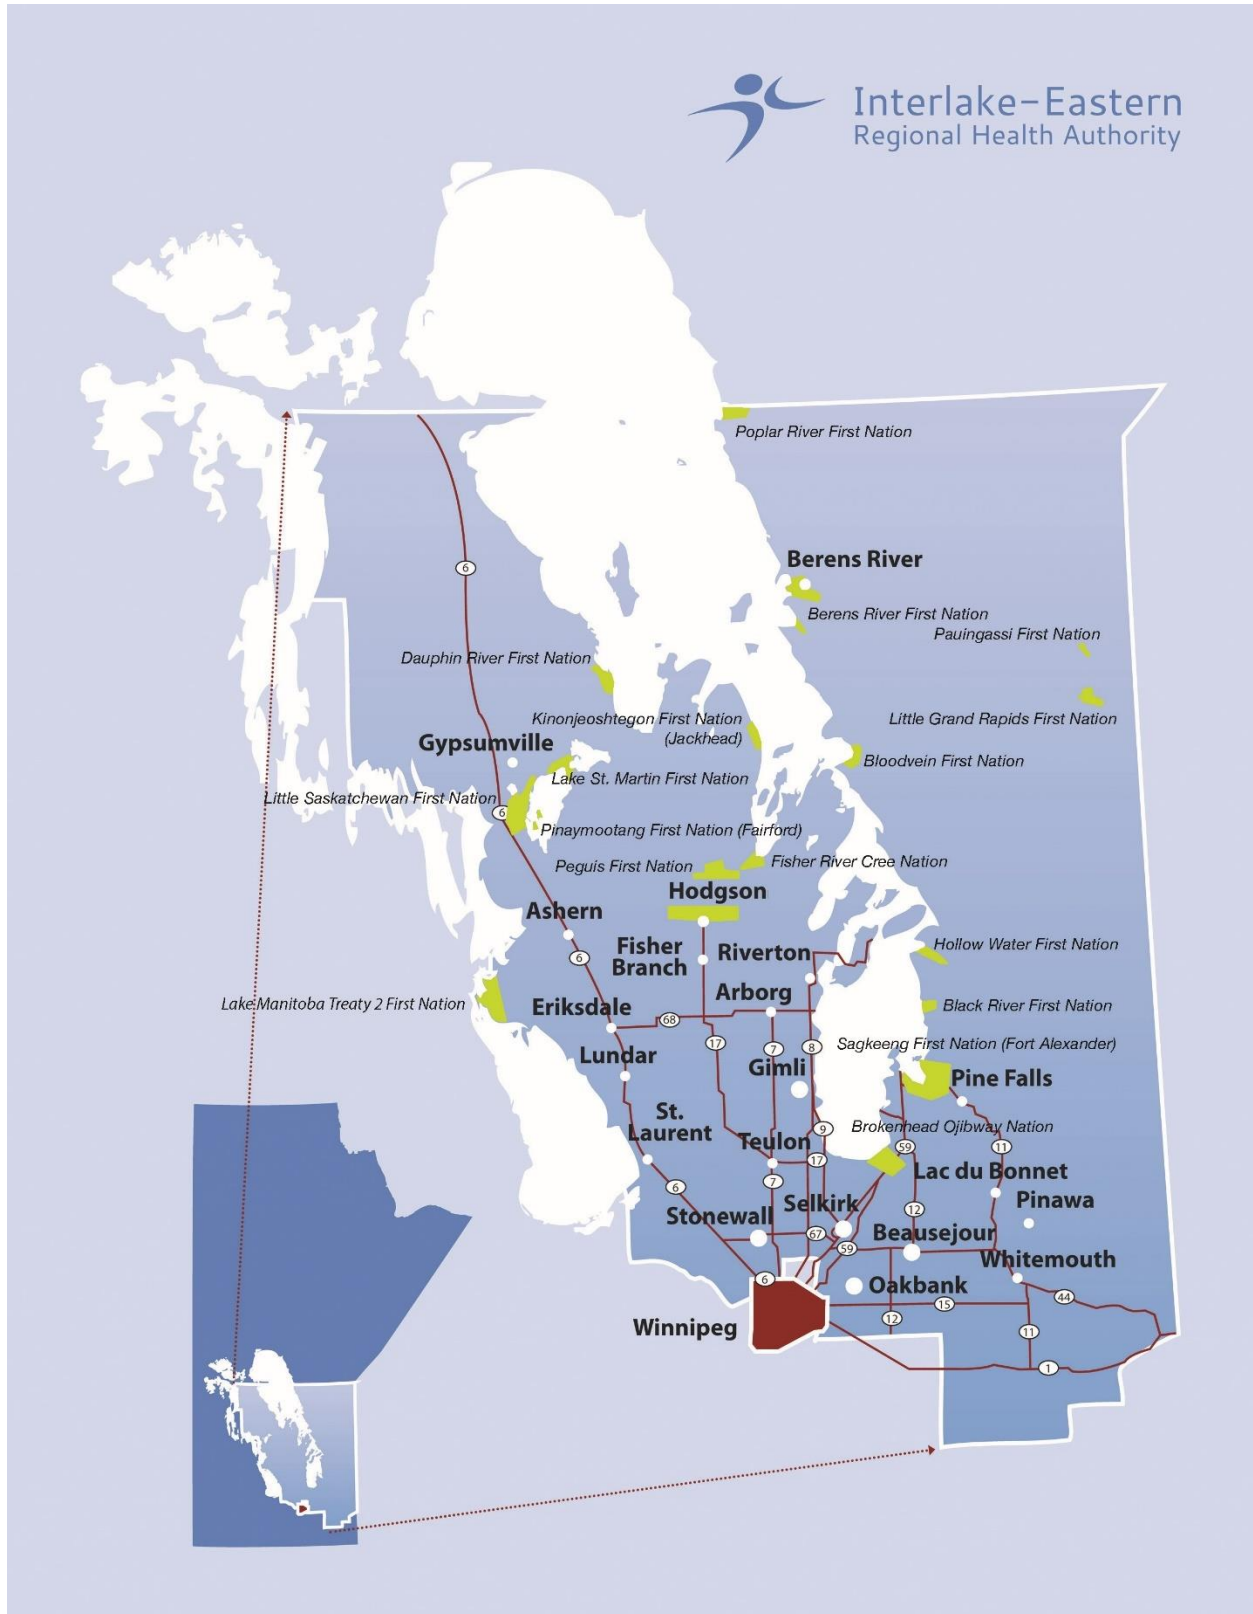 Interlake-Eastern
Regional Health Authority
Poplar River First Nation
Berens River
6
Berens River First Nation
Pauingassi First Nation
Dauphin River First Nation
Kinonjeoshtegon First Nation
(Jackhead)
Little Grand Rapids First Nation
Gypsumville
Bloodvein First Nation
Lake St. Martin First Nation
Little Saskatchewan First Nation
6
Pinaymootang First Nation (Fairford)
Peguis First Nation
Fisher River Cree Nation
Hodgson
Ashern
Fisher
Branch
Riverton
Hollow Water First Nation
6
Arborg
Lake Manitoba Treaty 2 First Nation
Eriksdale
Black River First Nation
68
17
7
8
Sagkeeng First Nation (Fort Alexander)
Lundar
Gimli
Pine Falls
St.
Laurent
9
Brokenhead Ojibway Nation
Teulon
17
59
11
7
Lac du Bonnet
6
Pinawa
Selkirk
12
Stonewall
67
Beausejour
59
Whitemouth
6
Oakbank
44
15
12
Winnipeg
11
1